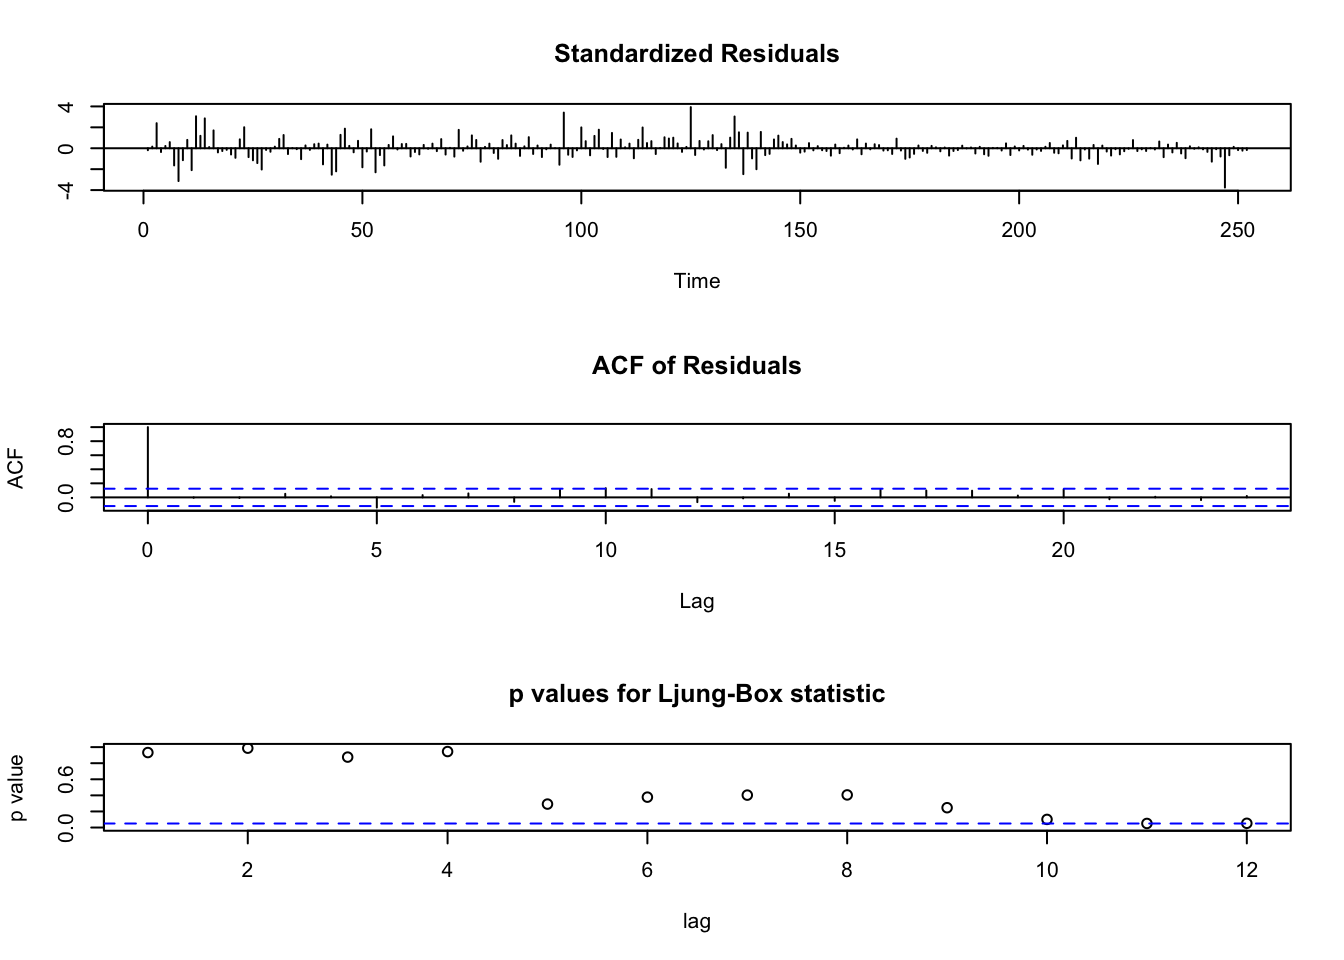 Standardized Residuals
4
0
-4
0 50 100 150 200 250
Time
ACF of Residuals
ACF
0.8
0.0
0 5 10 15 20
Lag
p values for Ljung-Box statistic
p value
0.6
0.0
2 4 6 8 10 12
lag